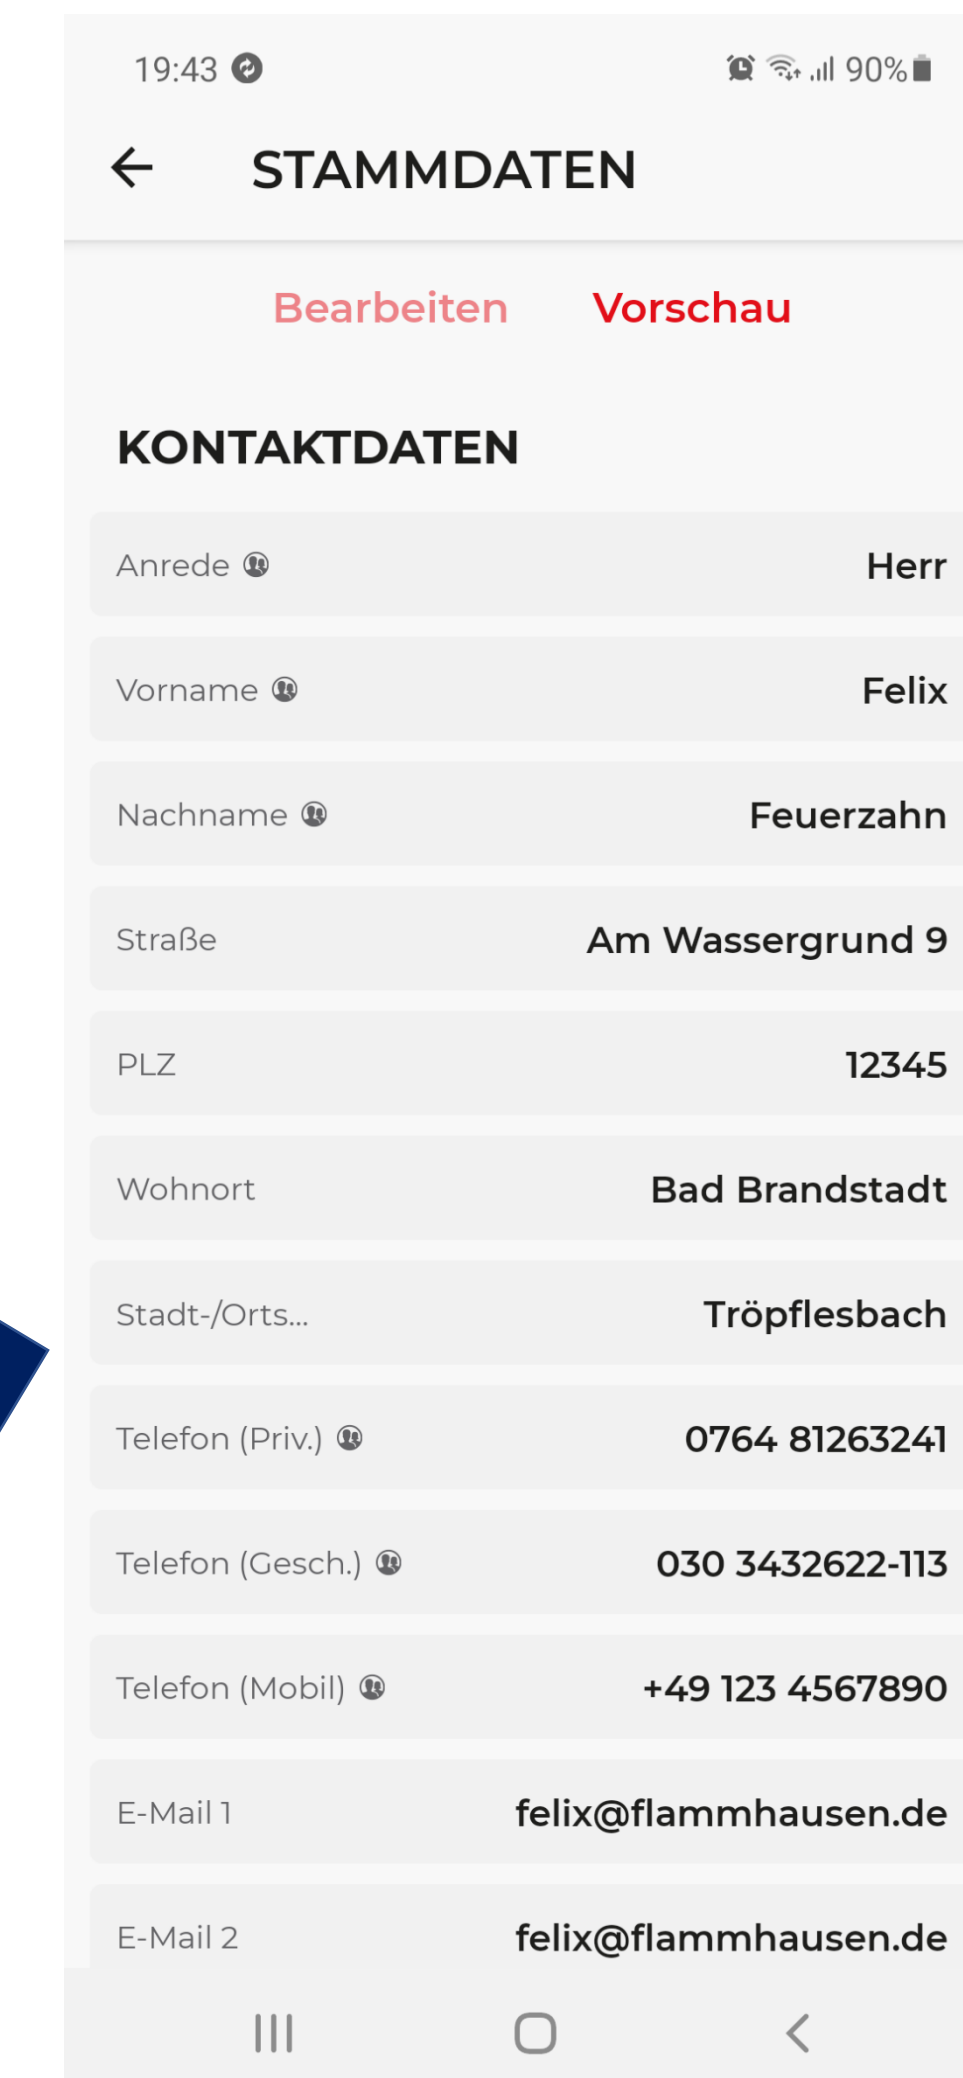 19:43 90%
STAMMDATEN
Bearbeiten Vorschau
KONTAKTDATEN
Anrede Herr
Vorname Felix
Nachname Feuerzahn
Straße Am Wassergrund 9
PLZ 12345
Wohnort Bad Brandstadt
Stadt-/Orts... Tröpflesbach
Telefon (Priv.) 0764 81263241
Telefon (Gesch.) 030 3432622-113
Telefon (Mobil) +49 123 4567890
E-Mail 1 felix@flammhausen.de
E-Mail 2 felix@flammhausen.de